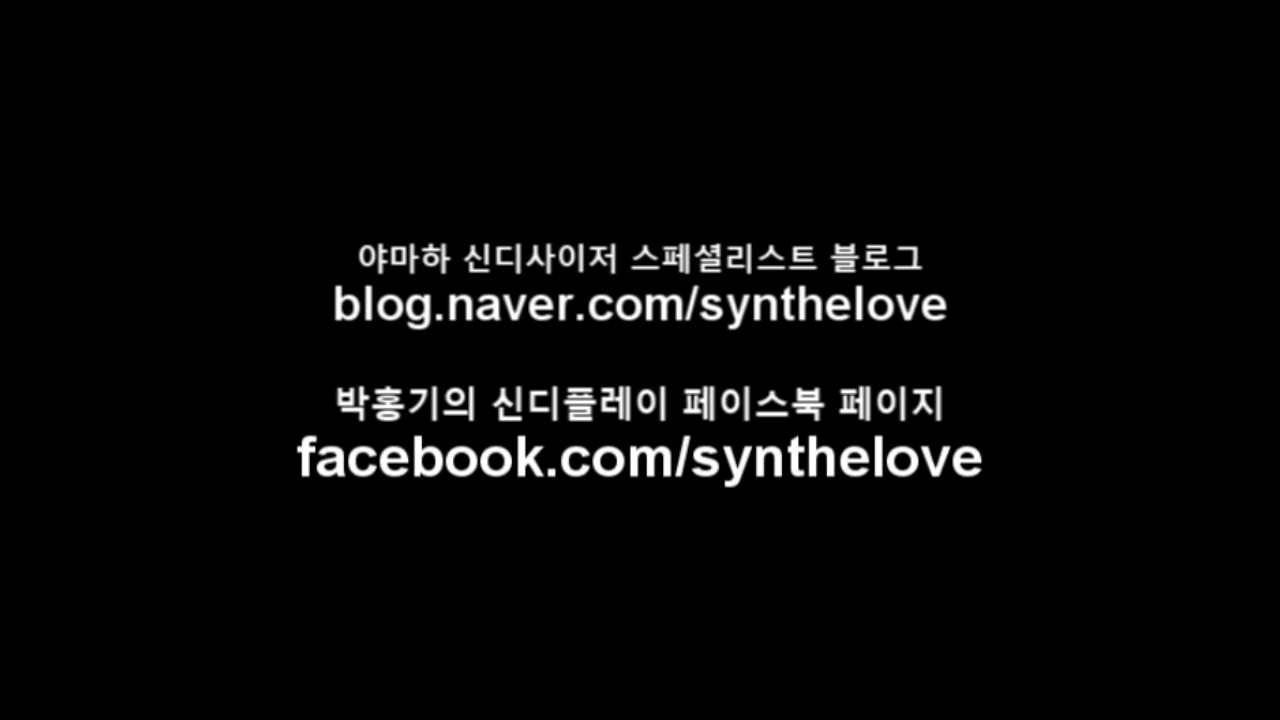 야마하 신디사이저 스페셜리스트 블로그
blog.naver.com/synthelove
박홍기의 신디플레이 페이스북 페이지
facebook.com/synthelove